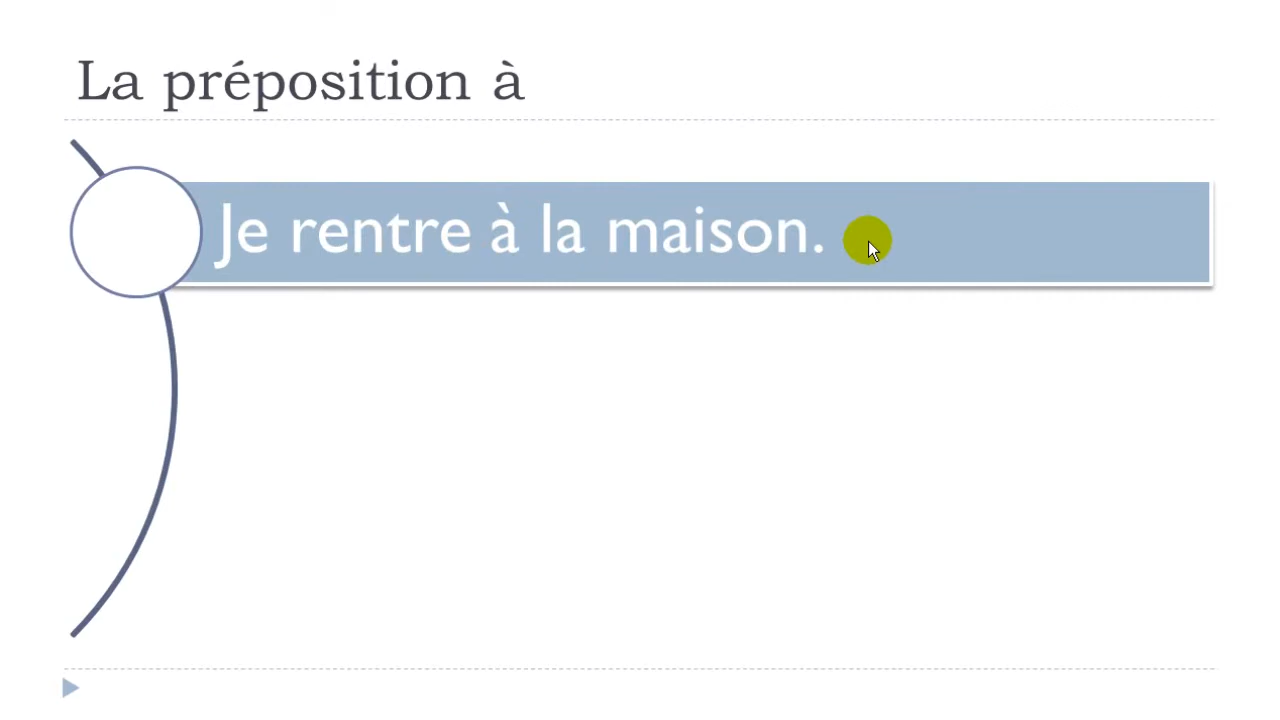 La préposition à
Je rentre à la maison.